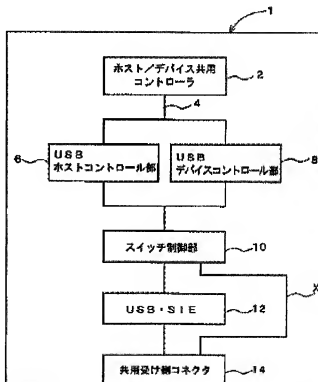 1
ホスト／デバイス共用
コントローラ
2
4
6
USB
ホストコントロール部
USB
デバイスコントロール部
8
スイッチ制御部
10
X
USB・SIE
12
共用受け側コネクタ
14